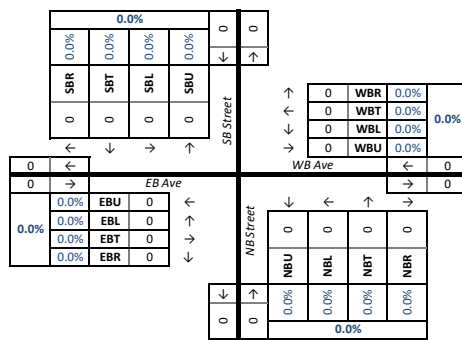 0.0% 0 0
0.0% 0.0% 0.0% 0.0% ↓ ↑
SBR SBT SBL SBU
0 0 0 0
SB Street
← ↓ → ↑
↑ 0 WBR 0.0%
← 0 WBT 0.0%
↓ 0 WBL 0.0%
→ 0 WBU 0.0%
0.0%
0 ← WB Ave ← 0
0 → EB Ave → 0
0.0%
0.0% EBU 0 ←
0.0% EBL 0 ↑
0.0% EBT 0 →
0.0% EBR 0 ↓
NB Street
↓ ← ↑ →
0 0 0 0
NBU NBL NBT NBR
↓ ↑ 0.0% 0.0% 0.0% 0.0%
0 0 0.0%